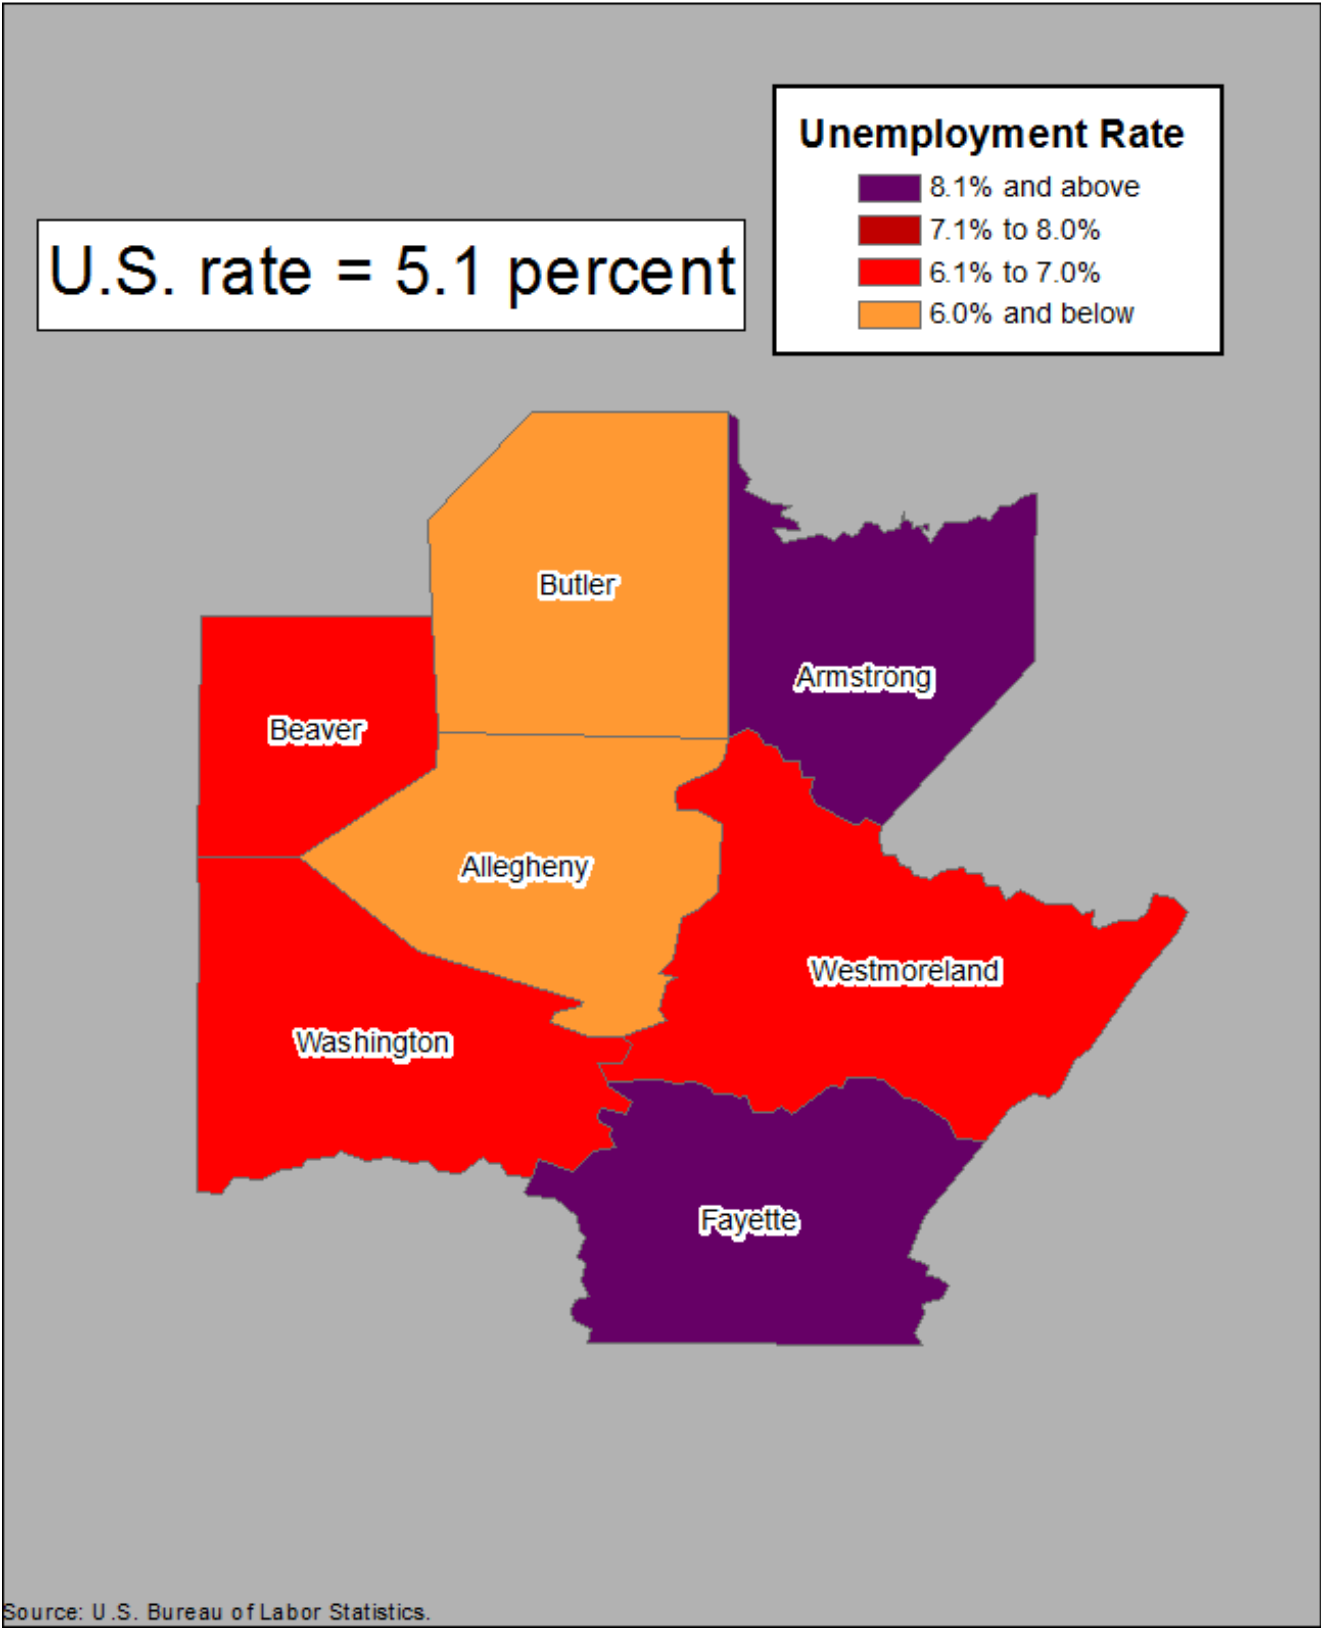 Unemployment Rate
8.1% and above
7.1% to 8.0%
6.1% to 7.0%
6.0% and below
U.S. rate = 5.1 percent
Butler
Armstrong
Beaver
Allegheny
Westmoreland
Washington
Fayette
Source: U.S. Bureau of Labor Statistics.